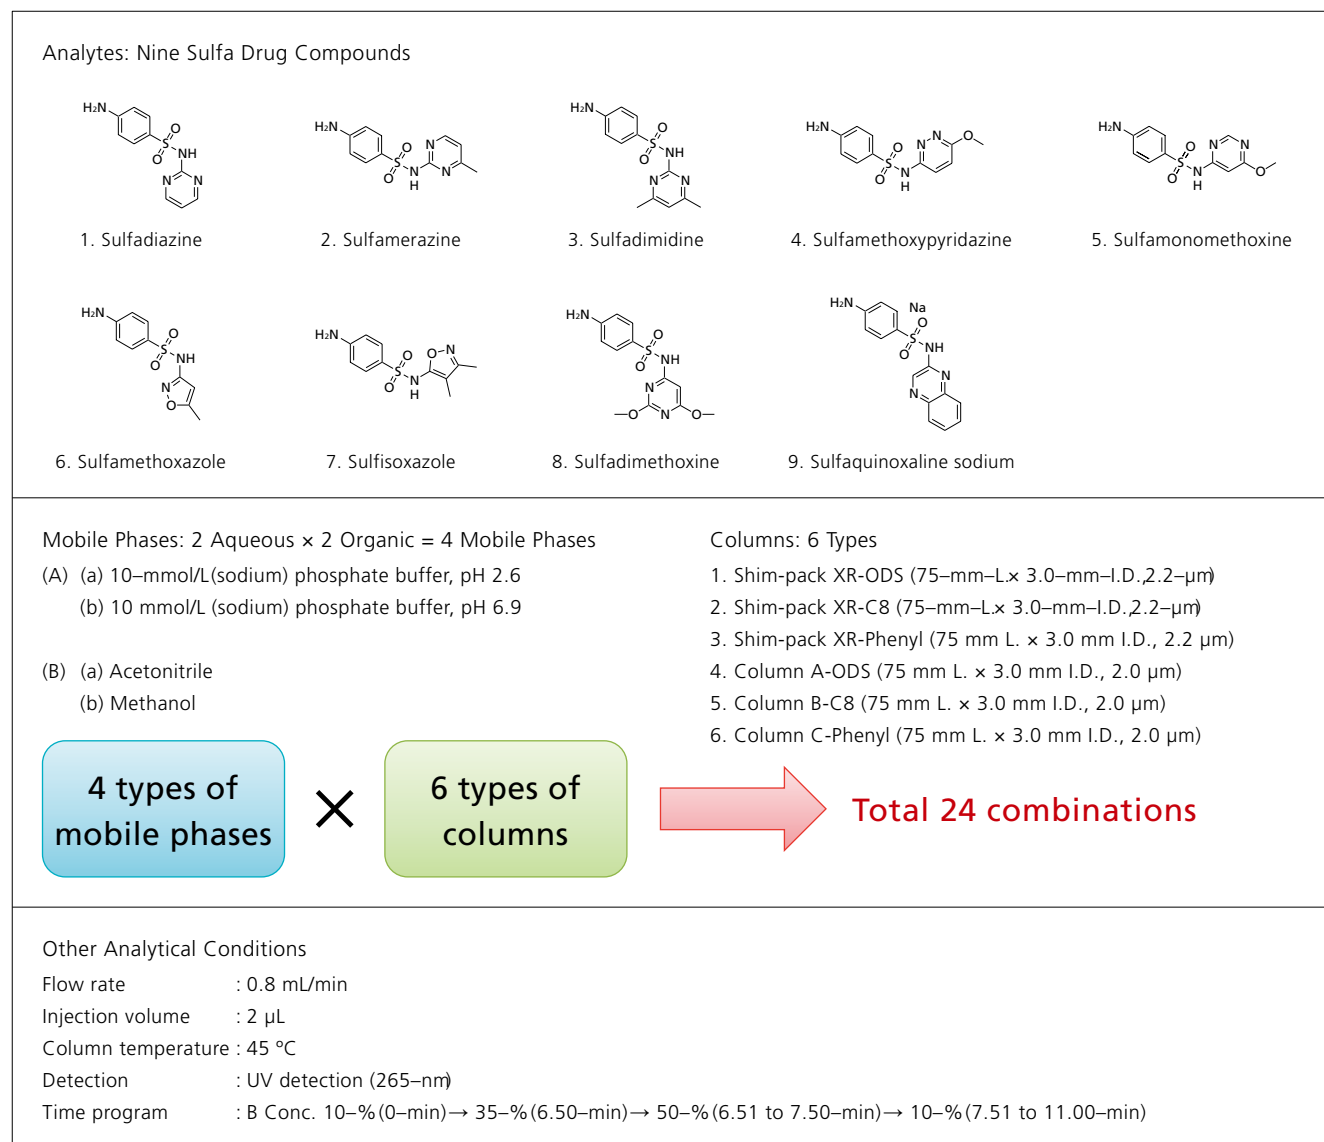 Analytes: Nine Sulfa Drug Compounds
H₂N
S
O
O
NH
N
N
1. Sulfadiazine
H₂N
S
O
O
N
H
N
N
2. Sulfamerazine
H₂N
S
O
O
NH
N
N
3. Sulfadimidine
H₂N
S
O
O
N
H
N
N
O
4. Sulfamethoxypyridazine
H₂N
S
O
O
N
H
N
N
O
5. Sulfamonomethoxine
H₂N
S
O
O
NH
N
O
6. Sulfamethoxazole
H₂N
S
O
O
N
H
O
N
7. Sulfisoxazole
H₂N
S
O
O
NH
N
N
O
O
8. Sulfadimethoxine
H₂N
Na
S
O
O
NH
N
N
9. Sulfaquinoxaline sodium
Mobile Phases: 2 Aqueous × 2 Organic = 4 Mobile Phases
(A) (a) 10–mmol/L(sodium) phosphate buffer, pH 2.6
(b) 10 mmol/L (sodium) phosphate buffer, pH 6.9
(B) (a) Acetonitrile
(b) Methanol
Columns: 6 Types
1. Shim-pack XR-ODS (75–mm–L.× 3.0–mm–I.D.,2.2–µm)
2. Shim-pack XR-C8 (75–mm–L.× 3.0–mm–I.D.,2.2–µm)
3. Shim-pack XR-Phenyl (75 mm L. × 3.0 mm I.D., 2.2 µm)
4. Column A-ODS (75 mm L. × 3.0 mm I.D., 2.0 µm)
5. Column B-C8 (75 mm L. × 3.0 mm I.D., 2.0 µm)
6. Column C-Phenyl (75 mm L. × 3.0 mm I.D., 2.0 µm)
4 types of
mobile phases
×
6 types of
columns
Total 24 combinations
Other Analytical Conditions
Flow rate : 0.8 mL/min
Injection volume : 2 µL
Column temperature : 45 ºC
Detection : UV detection (265–nm)
Time program : B Conc. 10–%(0–min)→ 35–%(6.50–min)→ 50–%(6.51 to 7.50–min)→ 10–%(7.51 to 11.00–min)